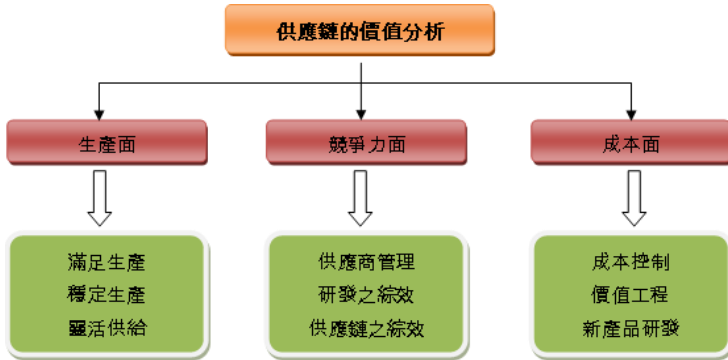 供應鏈的價值分析
生產面
競爭力面
成本面
滿足生產
穩定生產
靈活供給
供應商管理
研發之綜效
供應鏈之綜效
成本控制
價值工程
新產品研發